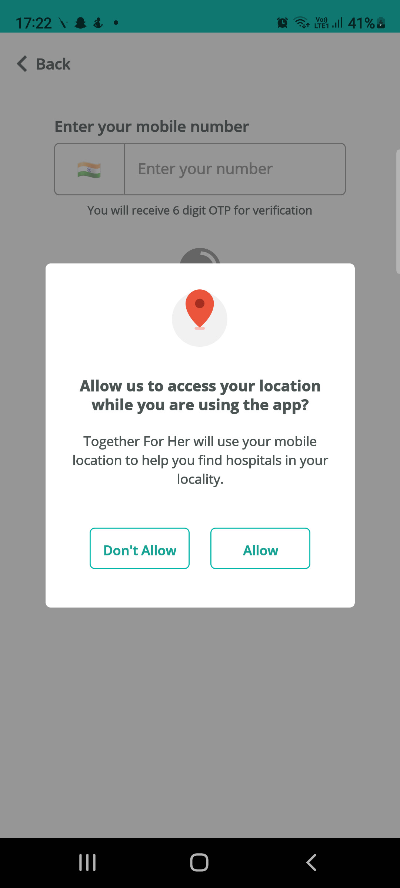 17:22
Vo)) LTE1 41%
Back
Enter your mobile number
Enter your number
You will receive 6 digit OTP for verification
Allow us to access your location
while you are using the app?
Together For Her will use your mobile
location to help you find hospitals in your
locality.
Don't Allow Allow